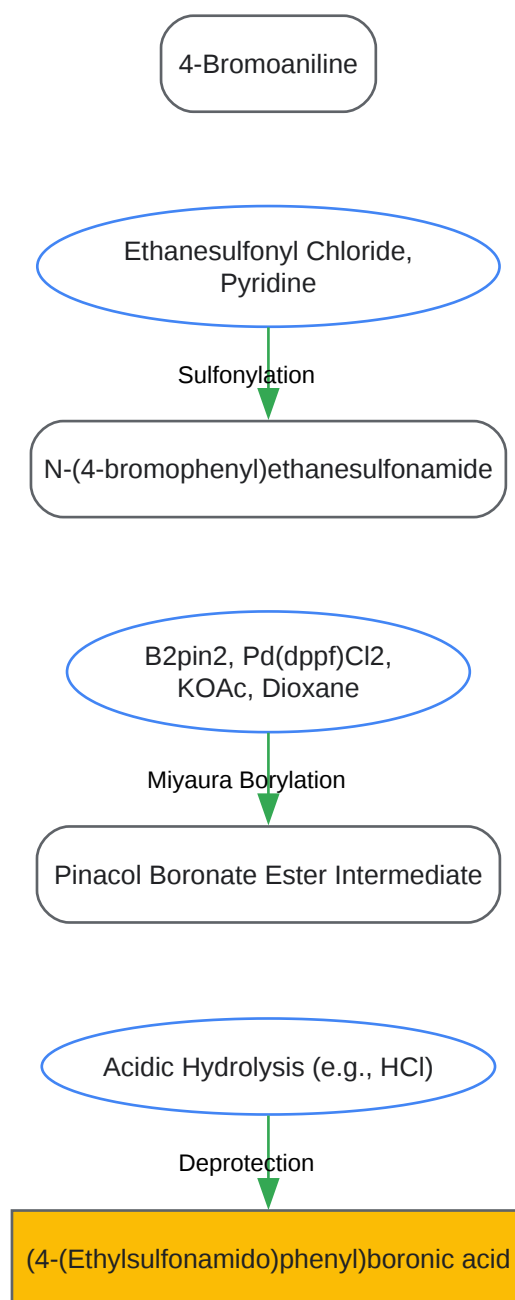 4-Bromoaniline
Ethanesulfonyl Chloride,
Pyridine
Sulfonylation
N-(4-bromophenyl)ethanesulfonamide
B2pin2, Pd(dppf)Cl2,
KOAc, Dioxane
Miyaura Borylation
Pinacol Boronate Ester Intermediate
Acidic Hydrolysis (e.g., HCl)
Deprotection
(4-(Ethylsulfonamido)phenyl)boronic acid